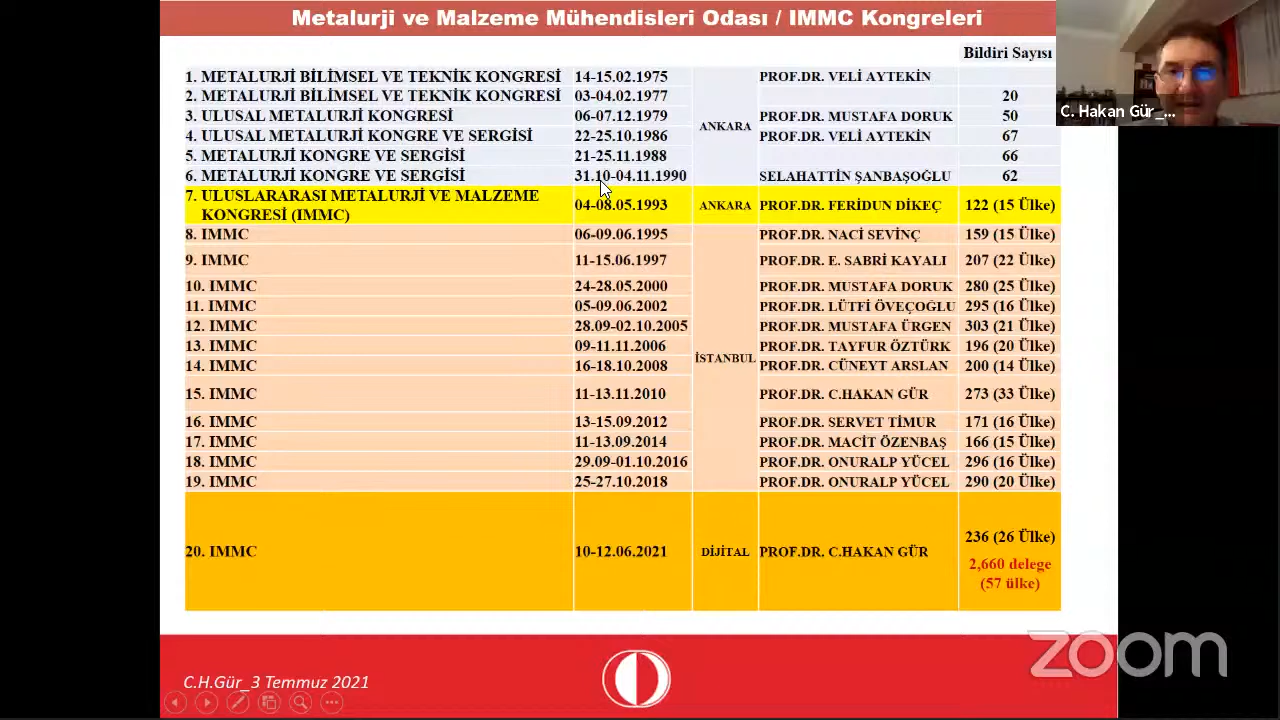 Metalurji ve Malzeme Mühendisleri Odası / IMMC Kongreleri
Bildiri Sayısı
1. METALURJİ BİLİMSEL VE TEKNİK KONGRESİ 14-15.02.1975 PROF.DR. VELİ AYTEKİN
2. METALURJİ BİLİMSEL VE TEKNİK KONGRESİ 03-04.02.1977 20
3. ULUSAL METALURJİ KONGRESİ 06-07.12.1979 PROF.DR. MUSTAFA DORUK 50
ANKARA
4. ULUSAL METALURJİ KONGRE VE SERGİSİ 22-25.10.1986 PROF.DR. VELİ AYTEKİN 67
5. METALURJİ KONGRE VE SERGİSİ 21-25.11.1988 66
6. METALURJİ KONGRE VE SERGİSİ 31.10-04.11.1990 SELAHATTİN ŞANBAŞOĞLU 62
7. ULUSLARARASI METALURJİ VE MALZEME
KONGRESİ (IMMC) 04-08.05.1993 ANKARA PROF.DR. FERİDUN DİKEÇ 122 (15 Ülke)
8. IMMC 06-09.06.1995 PROF.DR. NACİ SEVİNÇ 159 (15 Ülke)
9. IMMC 11-15.06.1997 PROF.DR. E. SABRİ KAYALI 207 (22 Ülke)
10. IMMC 24-28.05.2000 PROF.DR. MUSTAFA DORUK 280 (25 Ülke)
11. IMMC 05-09.06.2002 PROF.DR. LÜTFİ ÖVEÇOĞLU 295 (16 Ülke)
12. IMMC 28.09-02.10.2005 PROF.DR. MUSTAFA ÜRGEN 303 (21 Ülke)
13. IMMC 09-11.11.2006 PROF.DR. TAYFUR ÖZTÜRK 196 (20 Ülke)
İSTANBUL
14. IMMC 16-18.10.2008 PROF.DR. CÜNEYT ARSLAN 200 (14 Ülke)
15. IMMC 11-13.11.2010 PROF.DR. C.HAKAN GÜR 273 (33 Ülke)
16. IMMC 13-15.09.2012 PROF.DR. SERVET TİMUR 171 (16 Ülke)
17. IMMC 11-13.09.2014 PROF.DR. MACİT ÖZENBAŞ 166 (15 Ülke)
18. IMMC 29.09-01.10.2016 PROF.DR. ONURALP YÜCEL 296 (16 Ülke)
19. IMMC 25-27.10.2018 PROF.DR. ONURALP YÜCEL 290 (20 Ülke)
20. IMMC 10-12.06.2021 DİJİTAL PROF.DR. C.HAKAN GÜR 236 (26 Ülke)
2,660 delege
(57 ülke)
C. Hakan Gür_...
C.H.Gür_3 Temmuz 2021
zoom